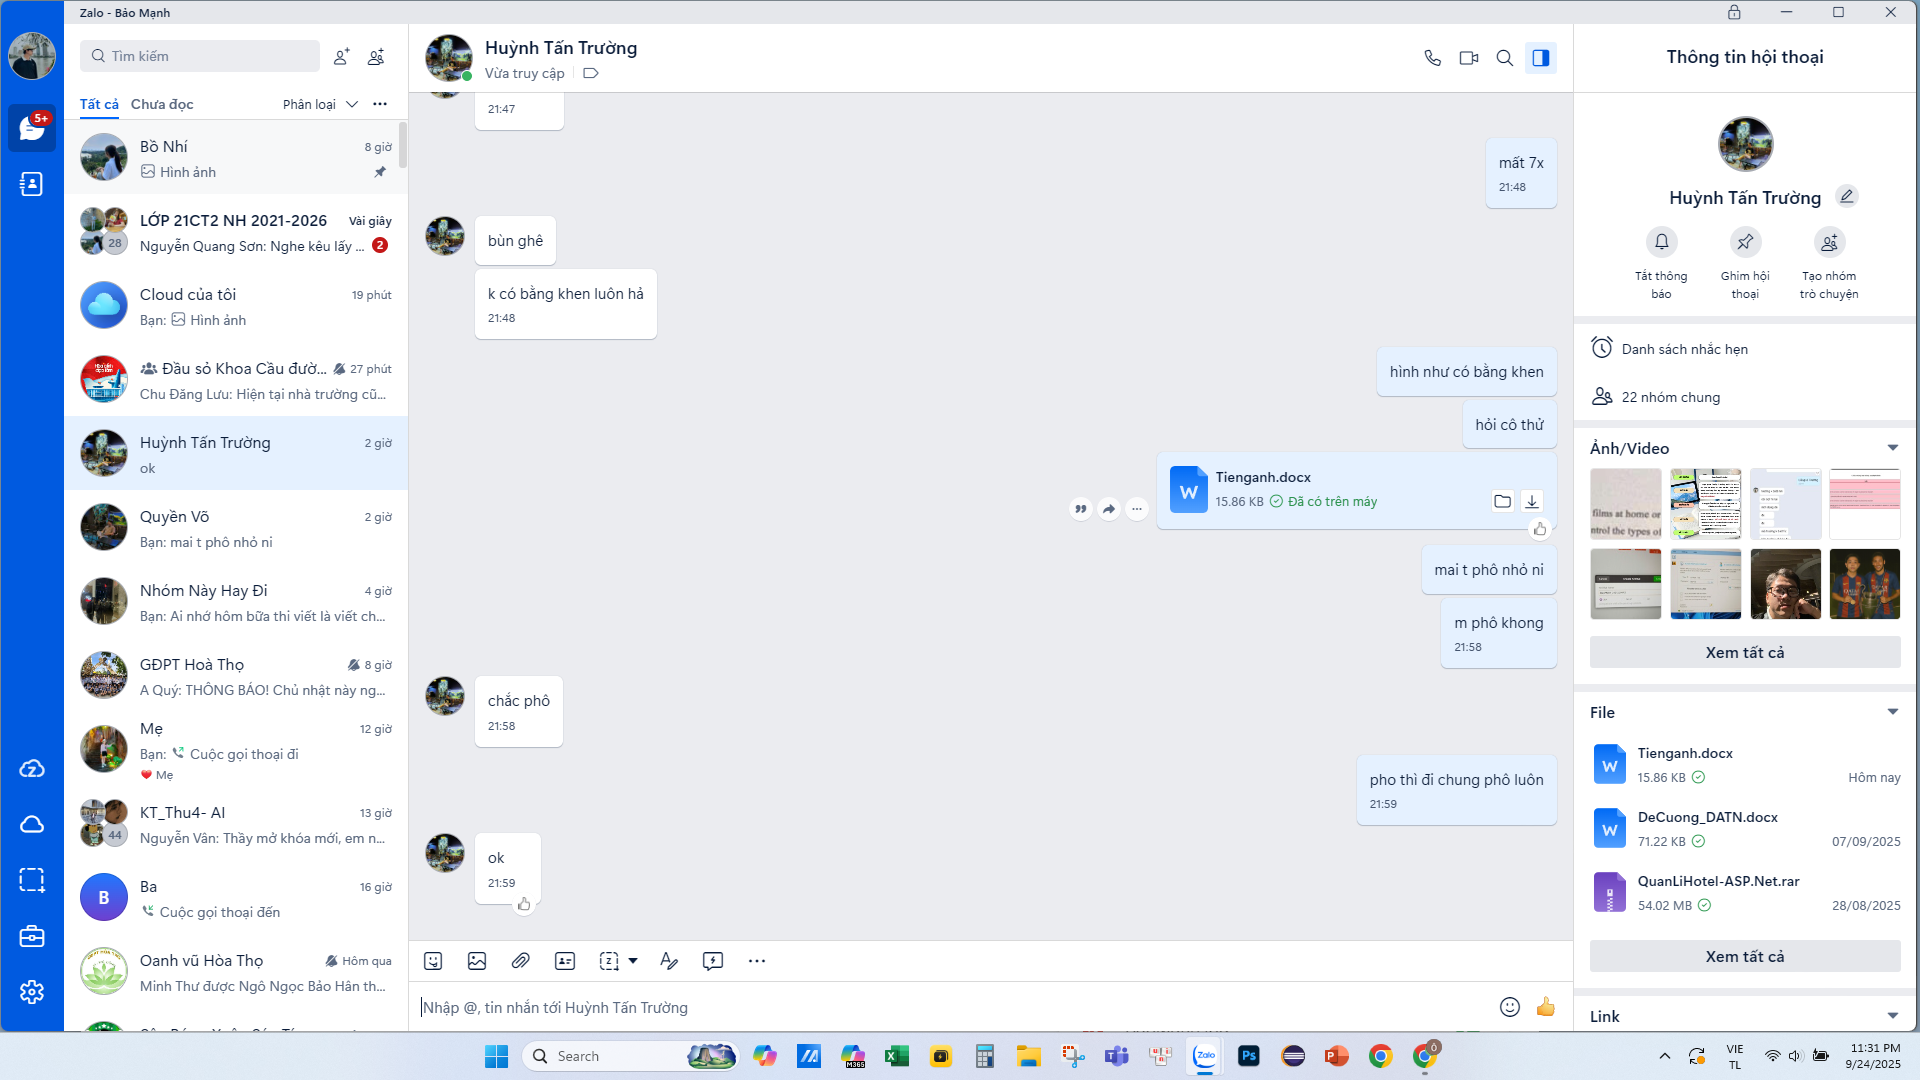 Zalo - Bảo Mạnh
Tìm kiếm
Tất cả
Chưa đọc
Phân loại
5+
Bồ Nhí
8 giờ
Hình ảnh
LỚP 21CT2 NH 2021-2026
Vài giây
28
Nguyễn Quang Sơn: Nghe kêu lấy ...
2
Cloud của tôi
19 phút
Bạn: Hình ảnh
Đầu sỏ Khoa Cầu đườ...
27 phút
Chu Đăng Lưu: Hiện tại nhà trường cũ...
Huỳnh Tấn Trường
2 giờ
ok
Quyền Võ
2 giờ
Bạn: mai t phô nhỏ ni
Nhóm Này Hay Đi
4 giờ
Bạn: Ai nhớ hôm bữa thi viết là viết ch...
GĐPT Hoà Thọ
8 giờ
A Quý: THÔNG BÁO! Chủ nhật này ng...
Mẹ
12 giờ
Bạn: Cuộc gọi thoại đi
Mẹ
KT_Thu4- AI
13 giờ
44
Nguyễn Vân: Thầy mở khóa mới, em n...
B
Ba
16 giờ
Cuộc gọi thoại đến
Oanh vũ Hòa Thọ
Hôm qua
Minh Thư được Ngô Ngọc Bảo Hân th...
Huỳnh Tấn Trường
Vừa truy cập
21:47
mất 7x
21:48
bùn ghê
k có bằng khen luôn hả
21:48
hình như có bằng khen
hỏi cô thử
Tienganh.docx
15.86 KB Đã có trên máy
mai t phô nhỏ ni
m phô khong
21:58
chắc phô
21:58
pho thì đi chung phô luôn
21:59
ok
21:59
Nhập @, tin nhắn tới Huỳnh Tấn Trường
Thông tin hội thoại
Huỳnh Tấn Trường
Tắt thông báo
Ghim hội thoại
Tạo nhóm trò chuyện
Danh sách nhắc hẹn
22 nhóm chung
Ảnh/Video
films at home or
ntrol the types of
Xem tất cả
File
Tienganh.docx
15.86 KB
Hôm nay
DeCuong_DATN.docx
71.22 KB
07/09/2025
QuanLiHotel-ASP.Net.rar
54.02 MB
28/08/2025
Xem tất cả
Link
Search
M365
Zalo
Ps
6
VIE
TL
11:31 PM
9/24/2025